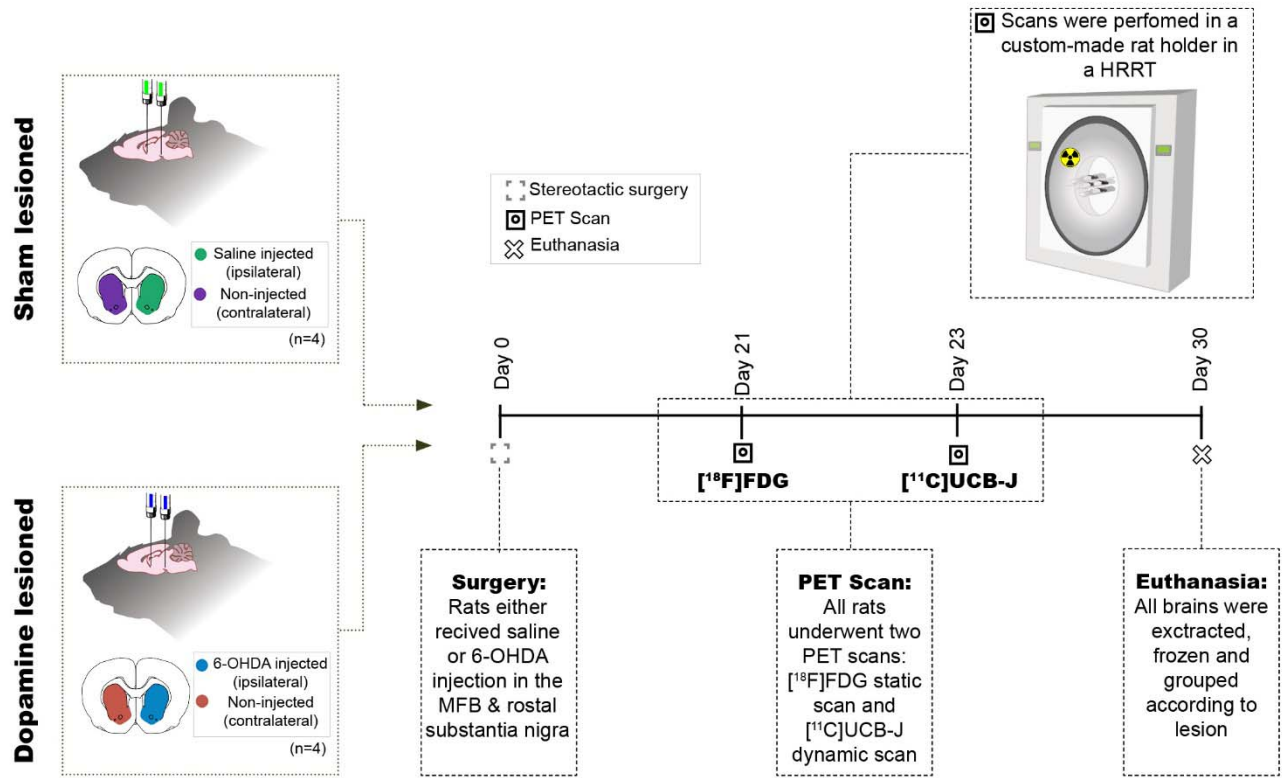 Sham lesioned
Saline injected
(ipsilateral)
Non-injected
(contralateral)
(n=4)
Dopamine lesioned
6-OHDA injected
(ipsilateral)
Non-injected
(contralateral)
(n=4)
Stereotactic surgery
PET Scan
Euthanasia
Scans were perfomed in a
custom-made rat holder in
a HRRT
Day 0
Day 21
Day 23
Day 30
[¹⁸F]FDG
[¹¹C]UCB-J
Surgery:
Rats either
recived saline
or 6-OHDA
injection in the
MFB & rostal
substantia nigra
PET Scan:
All rats
underwent two
PET scans:
[¹⁸F]FDG static
scan and
[¹¹C]UCB-J
dynamic scan
Euthanasia:
All brains were
exctracted,
frozen and
grouped
according to
lesion